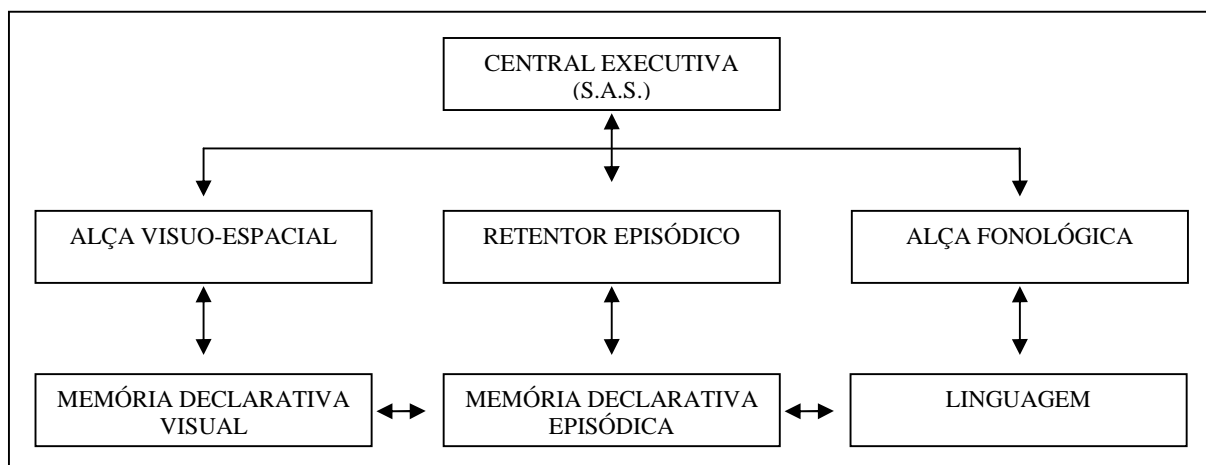 CENTRAL EXECUTIVA
(S.A.S.)
ALÇA VISUO-ESPACIAL
RETENTOR EPISÓDICO
ALÇA FONOLÓGICA
MEMÓRIA DECLARATIVA
VISUAL
MEMÓRIA DECLARATIVA
EPISÓDICA
LINGUAGEM